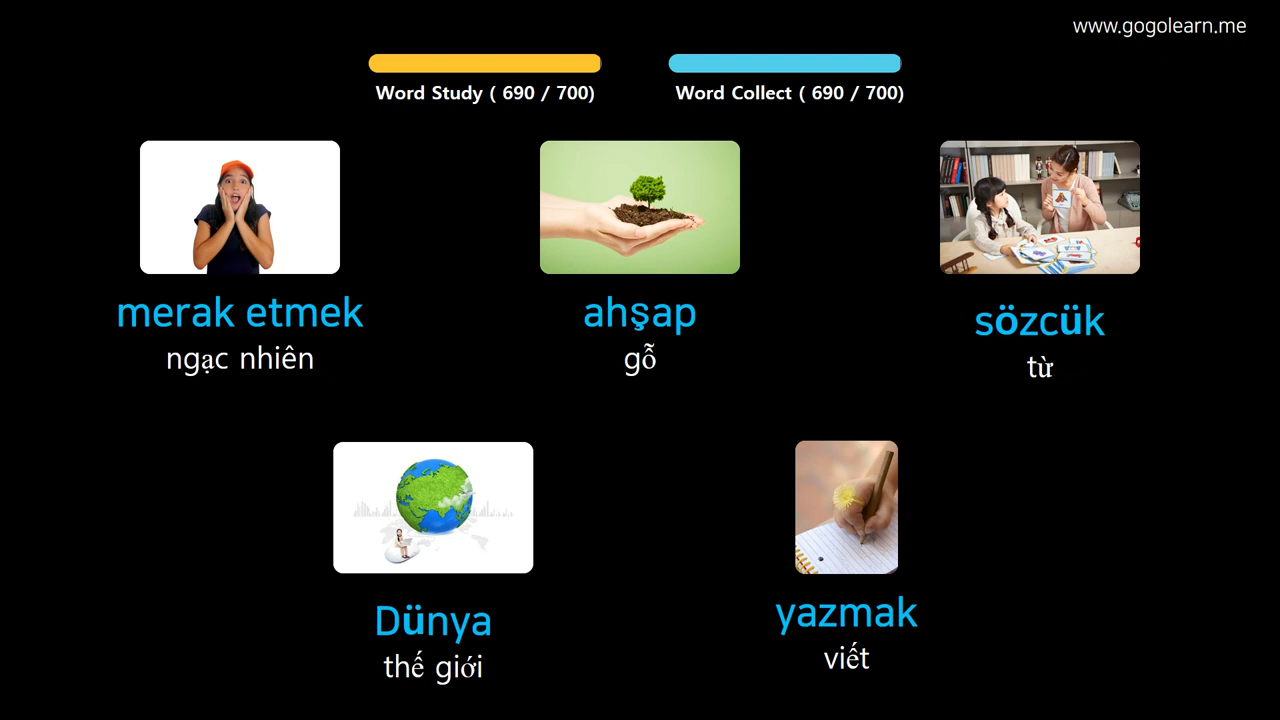 www.gogolearn.me
Word Study ( 690 / 700)
Word Collect ( 690 / 700)
merak etmek
ngạc nhiên
ahşap
gỗ
sözcük
từ
Dünya
thế giới
yazmak
viết